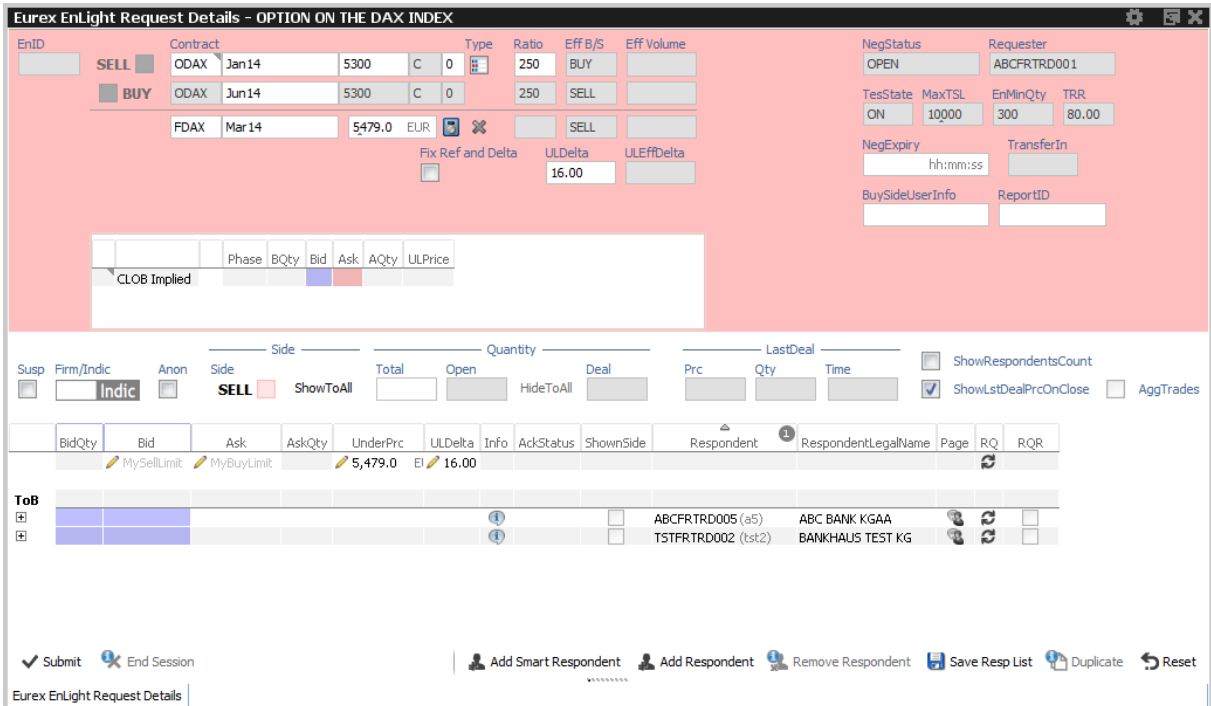 Eurex EnLight Request Details - OPTION ON THE DAX INDEX
EnID Contract Type Ratio Eff B/S Eff Volume NegStatus Requester
SELL ODAX Jan14 5300 C 0 250 BUY OPEN ABCFRTRD001
BUY ODAX Jun14 5300 C 0 250 SELL
TesState MaxTSL EnMinQty TRR
ON 10000 300 80.00
FDAX Mar14 5479.0 EUR SELL
Fix Ref and Delta ULDelta ULEffDelta
16.00
NegExpiry TransferIn
hh:mm:ss
BuySideUserInfo ReportID
Phase BQty Bid Ask AQty ULPrice
CLOB Implied
Side Quantity LastDeal
Susp Firm/Indic Anon Side Total Open Deal Prc Qty Time
Indic SELL ShowToAll HideToAll
ShowRespondentsCount
ShowLstDealPrcOnClose AggTrades
BidQty Bid Ask AskQty UnderPrc ULDelta Info AckStatus ShownSide Respondent 1 RespondentLegalName Page RQ RQR
MySellLimit MyBuyLimit 5,479.0 El 16.00
ToB
ABCFRTRD005 (a5) ABC BANK KGAA
TSTFRTRD002 (tst2) BANKHAUS TEST KG
Submit End Session Add Smart Respondent Add Respondent Remove Respondent Save Resp List Duplicate Reset
Eurex EnLight Request Details